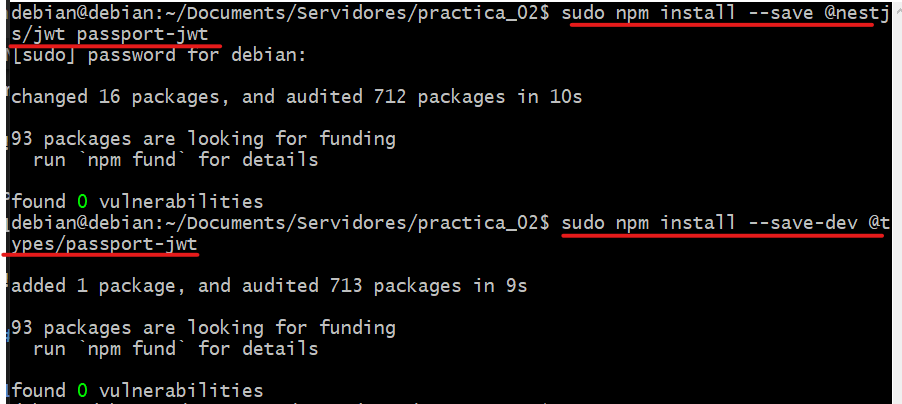 debian@debian:~/Documents/Servidores/practica_02$ sudo npm install --save @nestj
s/jwt passport-jwt
[sudo] password for debian:
changed 16 packages, and audited 712 packages in 10s
93 packages are looking for funding
run `npm fund` for details
found 0 vulnerabilities
debian@debian:~/Documents/Servidores/practica_02$ sudo npm install --save-dev @t
ypes/passport-jwt
added 1 package, and audited 713 packages in 9s
93 packages are looking for funding
run `npm fund` for details
found 0 vulnerabilities